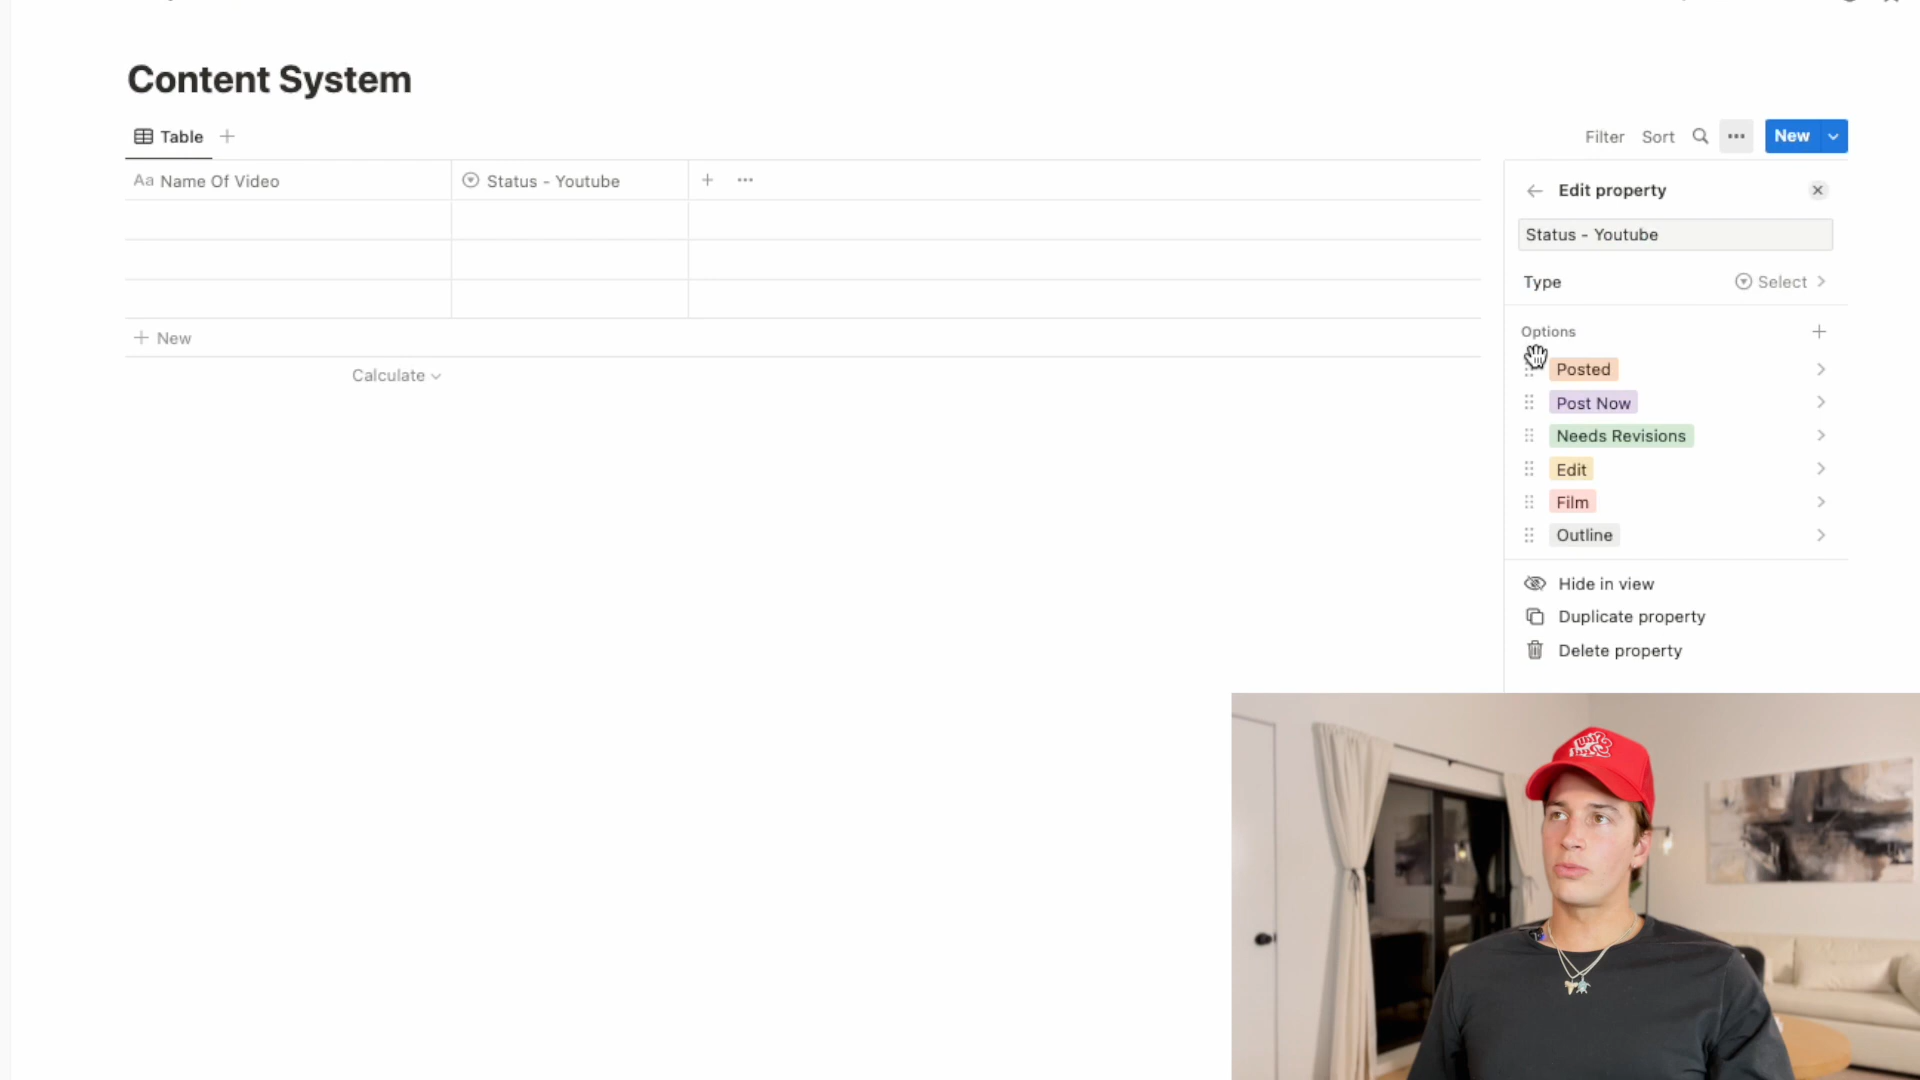 Content System
Table
Filter Sort New
Aa Name Of Video Status - Youtube
New
Calculate
Edit property
Status - Youtube
Type Select
Options
Posted
Post Now
Needs Revisions
Edit
Film
Outline
Hide in view
Duplicate property
Delete property